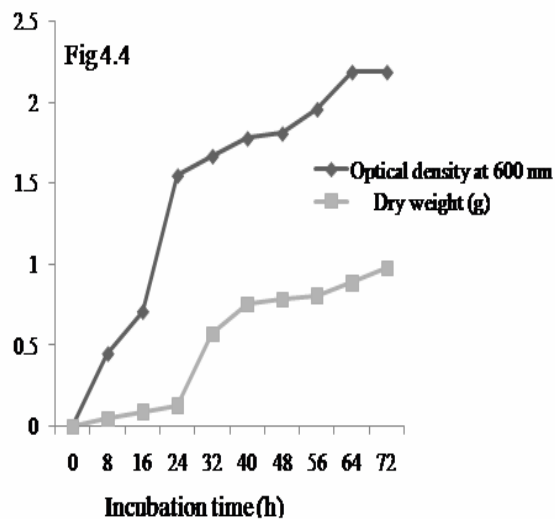 2.5
Fig 4.4
2
1.5
Optical density at 600 nm
Dry weight (g)
1
0.5
0
0 8 16 24 32 40 48 56 64 72
Incubation time (h)